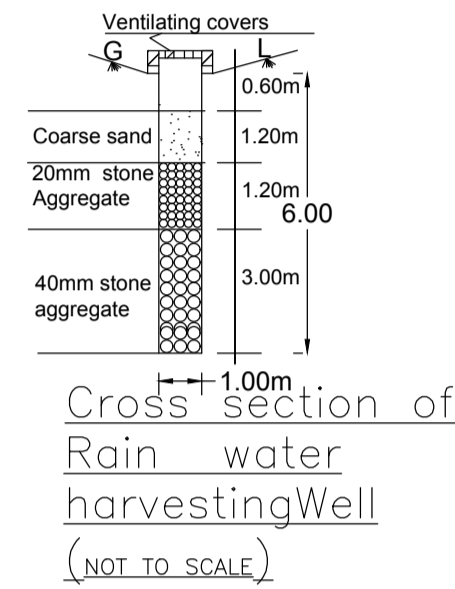 Ventilating covers
G L
0.60m
Coarse sand 1.20m
20mm stone
Aggregate
1.20m
6.00
40mm stone
aggregate
3.00m
1.00m
Cross section of
Rain water
harvestingWell
(NOT TO SCALE)